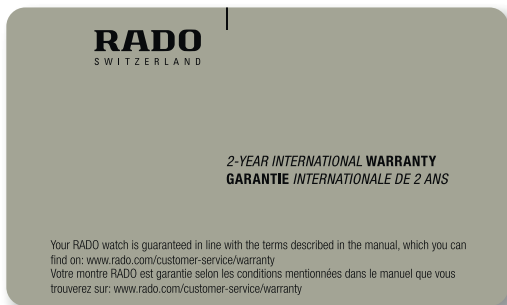 RADO
SWITZERLAND
2-YEAR INTERNATIONAL WARRANTY
GARANTIE INTERNATIONALE DE 2 ANS
Your RADO watch is guaranteed in line with the terms described in the manual, which you can
find on: www.rado.com/customer-service/warranty
Votre montre RADO est garantie selon les conditions mentionnées dans le manuel que vous
trouverez sur: www.rado.com/customer-service/warranty